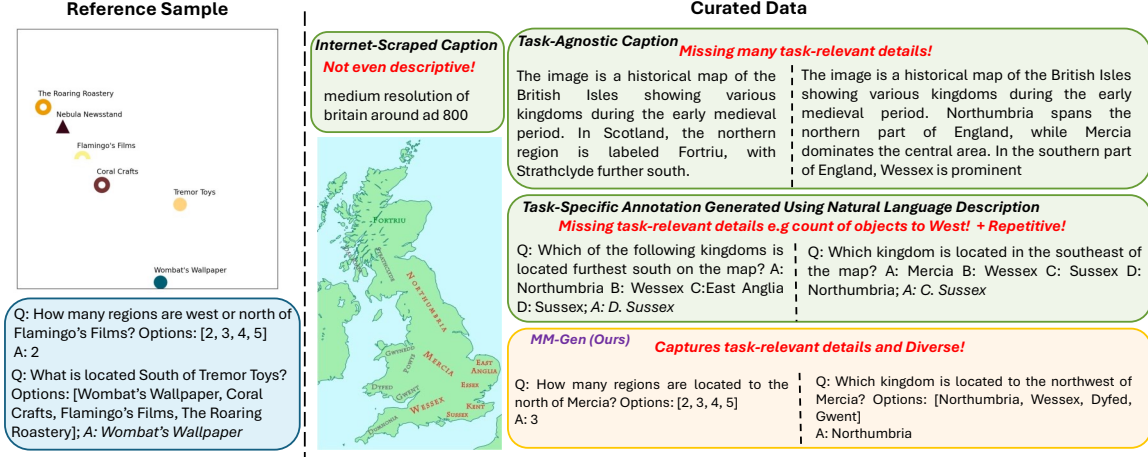 Reference Sample
The Roaring Roastery
Nebula Newsstand
Flamingo's Films
Coral Crafts
Tremor Toys
Wombat's Wallpaper
Q: How many regions are west or north of
Flamingo's Films? Options: [2, 3, 4, 5]
A: 2
Q: What is located South of Tremor Toys?
Options: [Wombat's Wallpaper, Coral
Crafts, Flamingo's Films, The Roaring
Roastery]; A: Wombat's Wallpaper
Curated Data
Internet-Scraped Caption
Not even descriptive!
medium resolution of
britain around ad 800
FORTRIU
STRATHCLYDE
NORTHUMBRIA
GWYNEDD
POWYS
MERCIA
EAST
ANGLIA
DYFED
GWENT
ESSEX
WESSEX
KENT
SUSSEX
DUMNONIA
Task-Agnostic Caption
Missing many task-relevant details!
The image is a historical map of the
British Isles showing various
kingdoms during the early medieval
period. In Scotland, the northern
region is labeled Fortriu, with
Strathclyde further south.
The image is a historical map of the British Isles
showing various kingdoms during the early
medieval period. Northumbria spans the
northern part of England, while Mercia
dominates the central area. In the southern part
of England, Wessex is prominent
Task-Specific Annotation Generated Using Natural Language Description
Missing task-relevant details e.g count of objects to West! + Repetitive!
Q: Which of the following kingdoms is
located furthest south on the map? A:
Northumbria B: Wessex C:East Anglia
D: Sussex; A: D. Sussex
Q: Which kingdom is located in the southeast of
the map? A: Mercia B: Wessex C: Sussex D:
Northumbria; A: C. Sussex
MM-Gen (Ours)
Captures task-relevant details and Diverse!
Q: How many regions are located to the
north of Mercia? Options: [2, 3, 4, 5]
A: 3
Q: Which kingdom is located to the northwest of
Mercia? Options: [Northumbria, Wessex, Dyfed,
Gwent]
A: Northumbria